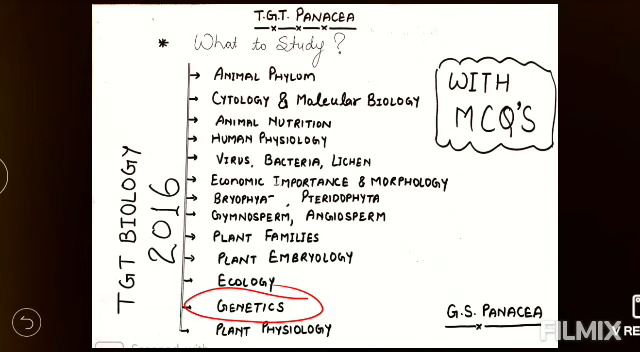 T.G.T. PANACEA
* What to Study?
→ ANIMAL PHYLUM
→ CYTOLOGY & MALECULAR BIOLOGY
→ ANIMAL NUTRITION
→ HUMAN PHYSIOLOGY
→ VIRUS, BACTERIA, LICHEN
→ ECONOMIC IMPORTANCE & MORPHOLOGY
→ BRYOPHYA-, PTERIDOPHYTA
→ GYMNOSPERM, ANGIOSPERM
→ PLANT FAMILIES
→ PLANT EMBRYOLOGY
→ ECOLOGY
→ GENETICS
→ PLANT PHYSIOLOGY
TGT BIOLOGY
2016
WITH
MCQ'S
G.S. PANACEA
FILMIX